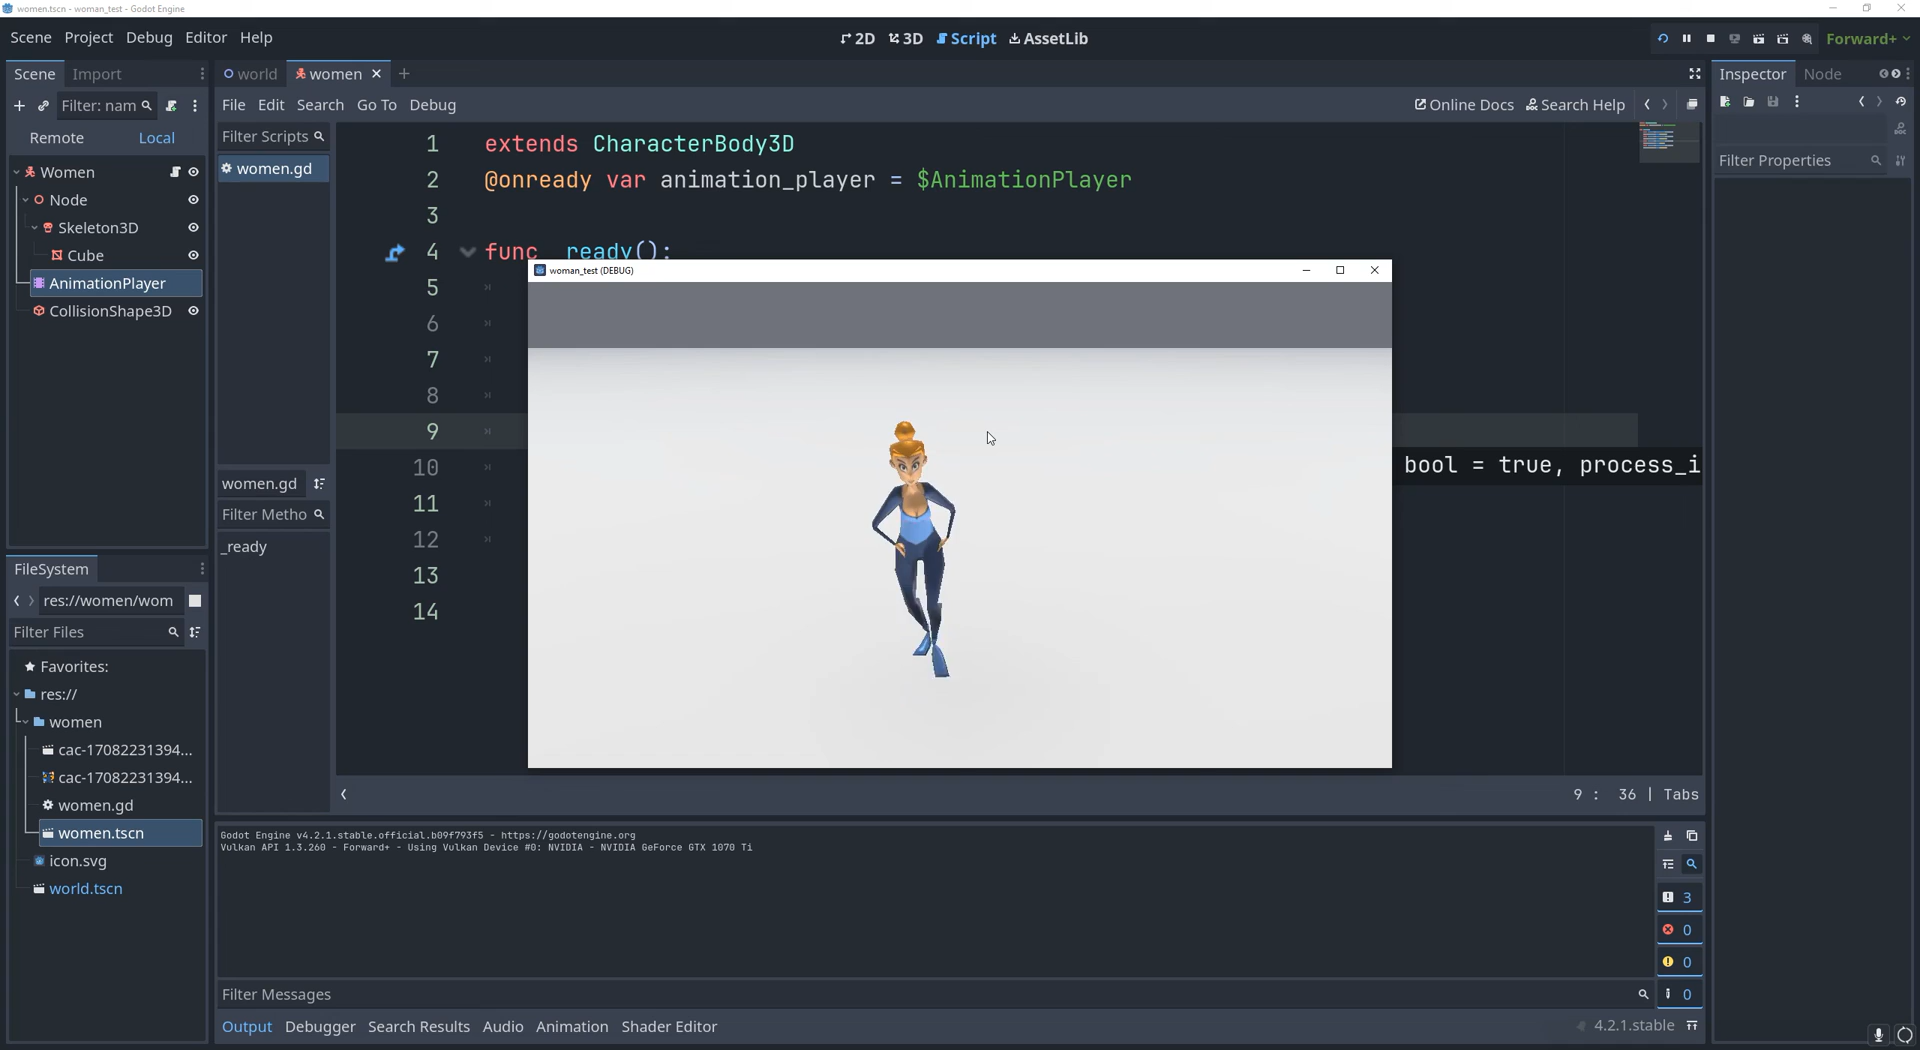 women.tscn - woman_test - Godot Engine
Scene Project Debug Editor Help
2D 3D Script AssetLib
Forward+
Scene Import
world women
Inspector Node
Filter: nam
File Edit Search Go To Debug
Online Docs Search Help
Remote Local
Filter Scripts
women.gd
Women
Node
Skeleton3D
Cube
AnimationPlayer
CollisionShape3D
1 extends CharacterBody3D
2 @onready var animation_player = $AnimationPlayer
3
4 func _ready():
5
6
7
8
9
10
11
12
13
14
woman_test (DEBUG)
bool = true, process_i
Filter Properties
women.gd
Filter Metho
_ready
FileSystem
res://women/wom
Filter Files
Favorites:
res://
women
cac-17082231394...
cac-17082231394...
women.gd
women.tscn
icon.svg
world.tscn
9 : 36 | Tabs
Godot Engine v4.2.1.stable.official.b09f793f5 - https://godotengine.org
Vulkan API 1.3.260 - Forward+ - Using Vulkan Device #0: NVIDIA - NVIDIA GeForce GTX 1070 Ti
3
0
0
0
Filter Messages
Output Debugger Search Results Audio Animation Shader Editor
4.2.1.stable